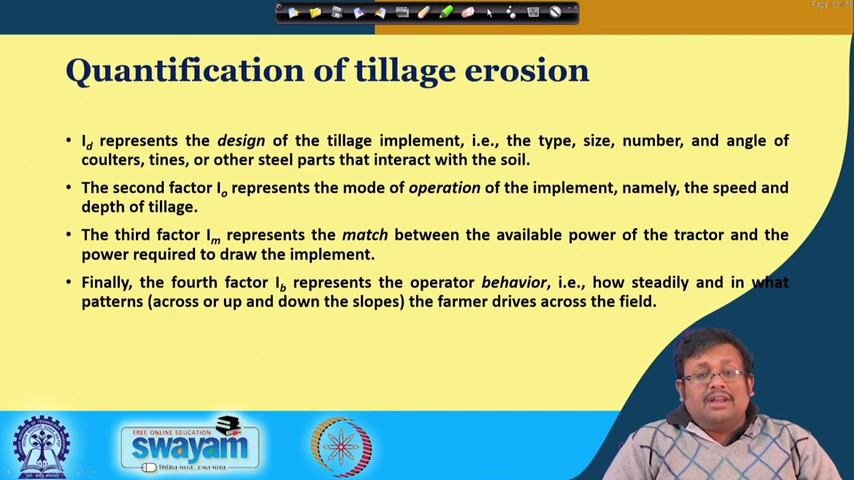 Quantification of tillage erosion
• I_d represents the design of the tillage implement, i.e., the type, size, number, and angle of
coulters, tines, or other steel parts that interact with the soil.
• The second factor I_o represents the mode of operation of the implement, namely, the speed and
depth of tillage.
• The third factor I_m represents the match between the available power of the tractor and the
power required to draw the implement.
• Finally, the fourth factor I_b represents the operator behavior, i.e., how steadily and in what
patterns (across or up and down the slopes) the farmer drives across the field.
FREE ONLINE EDUCATION
swayam